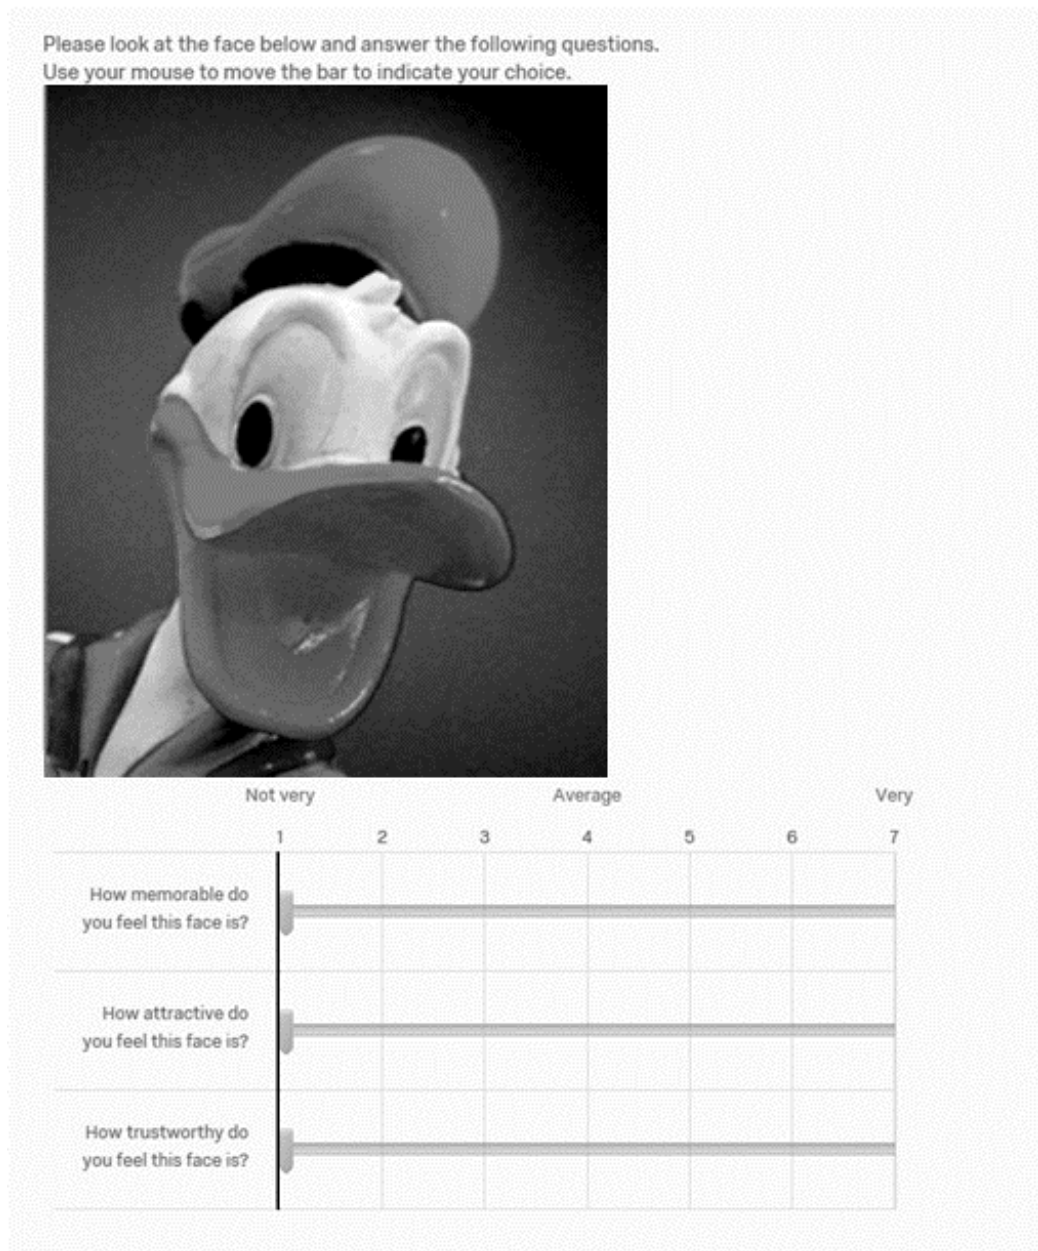 Please look at the face below and answer the following questions.
Use your mouse to move the bar to indicate your choice.
Not very Average Very
1 2 3 4 5 6 7
How memorable do
you feel this face is?
How attractive do
you feel this face is?
How trustworthy do
you feel this face is?